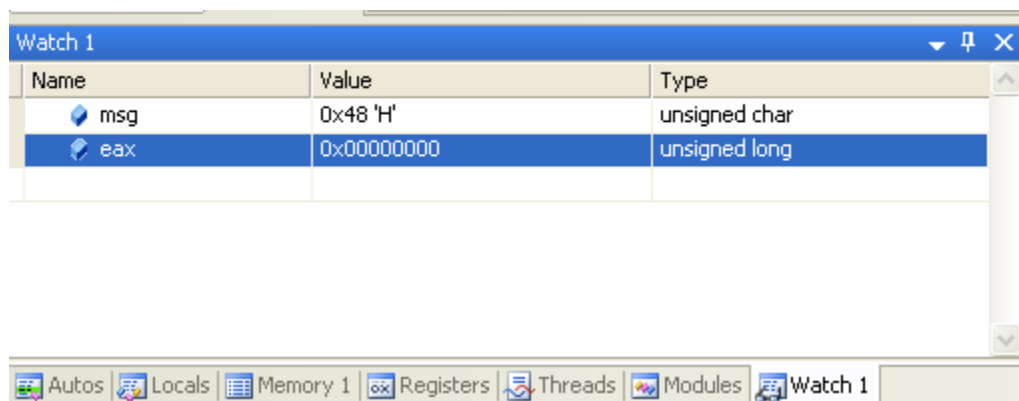 Watch 1
Name Value Type
msg 0x48 'H' unsigned char
eax 0x00000000 unsigned long
Autos Locals Memory 1 Registers Threads Modules Watch 1